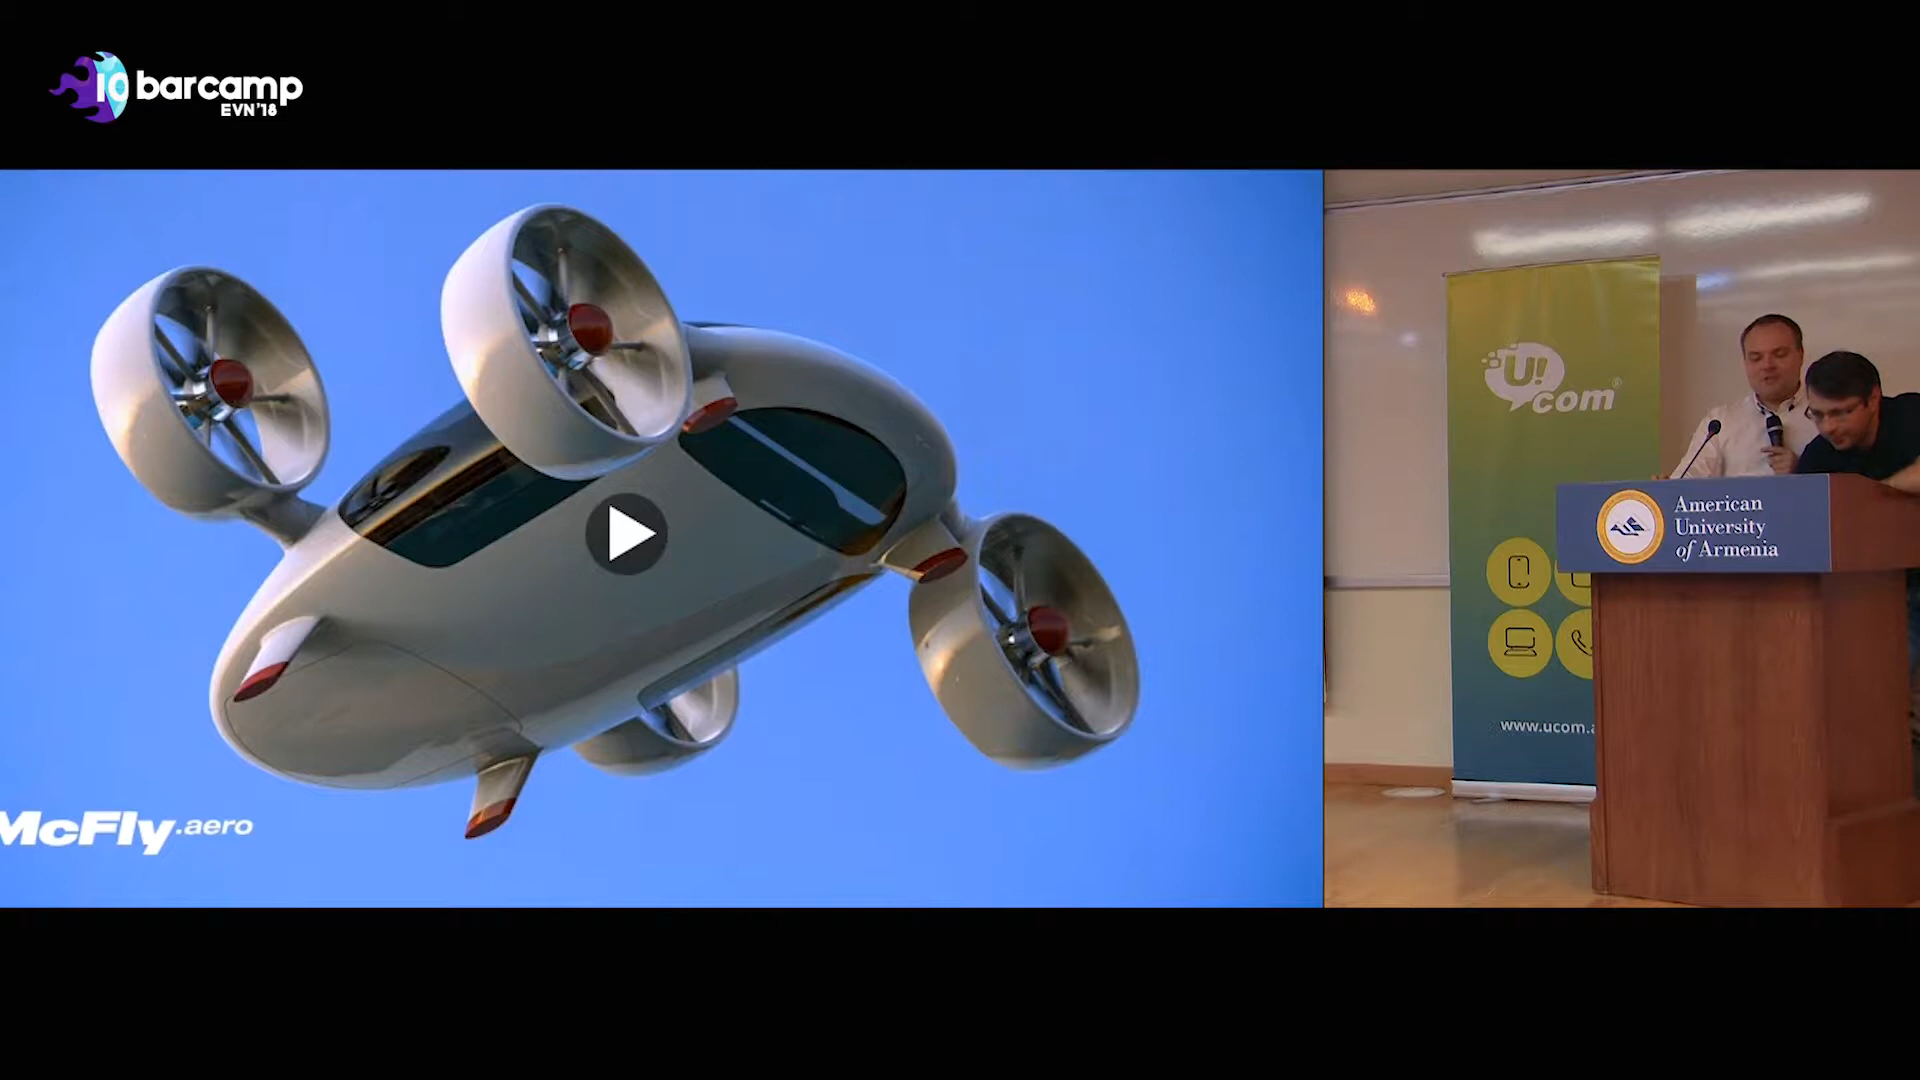 10 barcamp
EVN'18
McFly.aero
U!
com
American
University
of Armenia
www.ucom.a